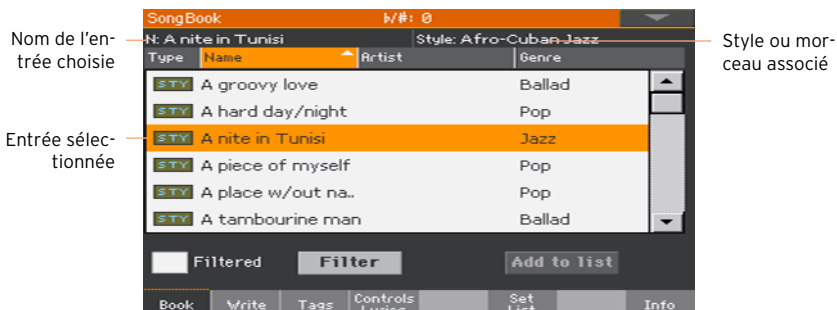 SongBook ♭/#: 0
Nom de l'en-
trée choisie
N: A nite in Tunisi Style: Afro-Cuban Jazz
Style ou mor-
ceau associé
Type Name Artist Genre
STY A groovy love Ballad
STY A hard day/night Pop
Entrée sélec-
tionnée
STY A nite in Tunisi Jazz
STY A piece of myself Pop
STY A place w/out na.. Pop
STY A tambourine man Ballad
Filtered Filter Add to list
Book Write Tags Controls Set Info
Lyrics List